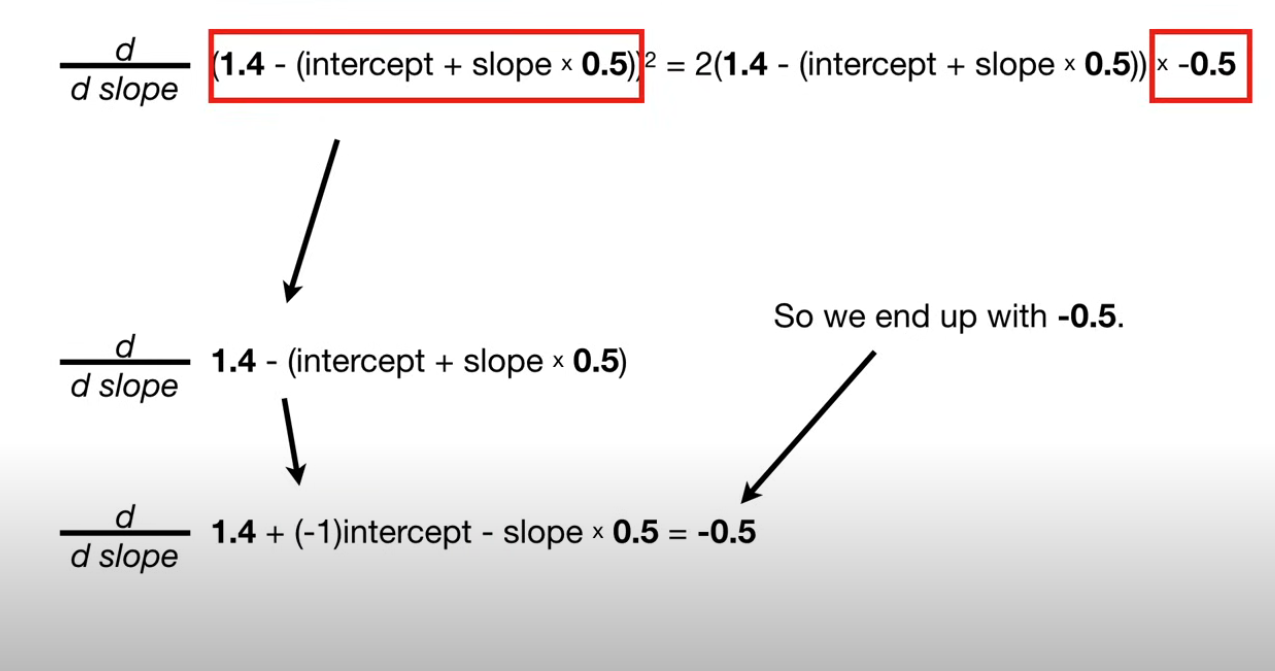 d
d slope
(1.4 - (intercept + slope × 0.5))² = 2(1.4 - (intercept + slope × 0.5)) × -0.5
So we end up with -0.5.
d
d slope
1.4 - (intercept + slope × 0.5)
d
d slope
1.4 + (-1)intercept - slope × 0.5 = -0.5